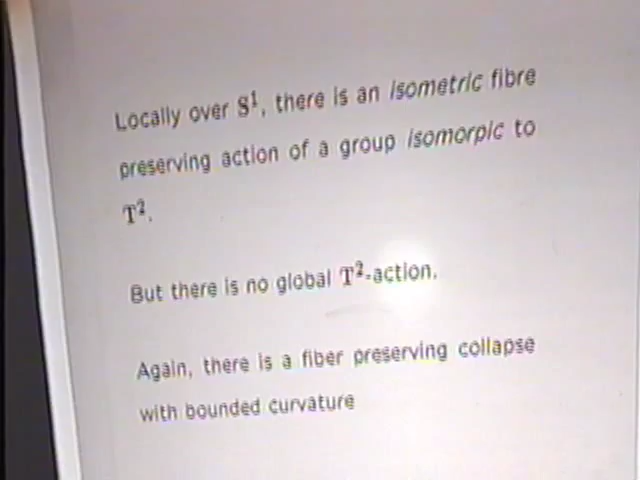 Locally over S¹, there is an isometric fibre
preserving action of a group isomorpic to
T².
But there is no global T²-action.
Again, there is a fiber preserving collapse
with bounded curvature